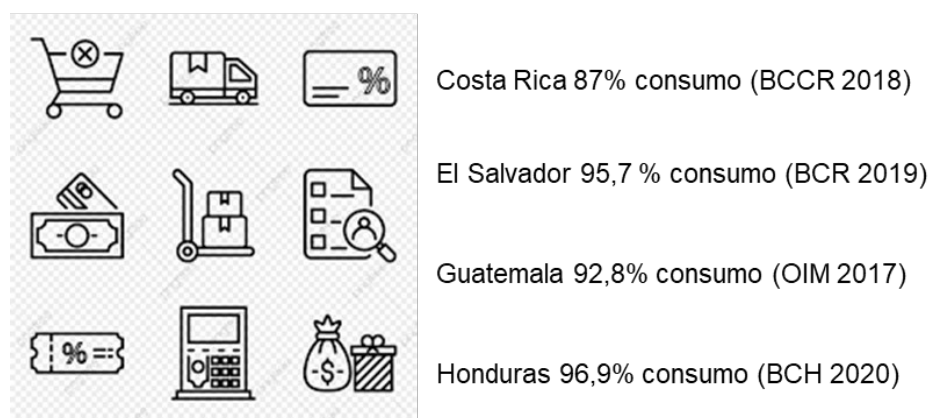 Costa Rica 87% consumo (BCCR 2018)
El Salvador 95,7 % consumo (BCR 2019)
Guatemala 92,8% consumo (OIM 2017)
Honduras 96,9% consumo (BCH 2020)
%
%
-$-